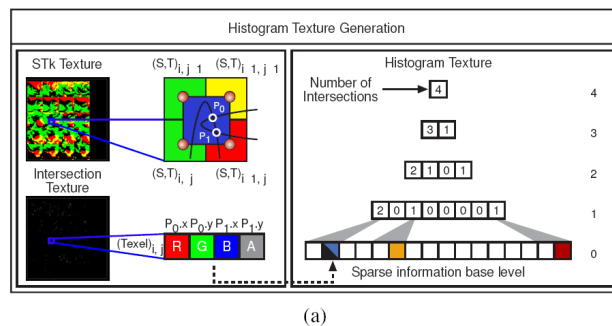 Histogram Texture Generation
STk Texture
(S,T)i, j 1 (S,T)i 1, j 1
P0
P1
(S,T)i, j (S,T)i 1, j
Intersection
Texture
P0.x P0.y P1.x P1.y
(Texel)i, j R G B A
Histogram Texture
Number of
Intersections
4 4
3 1 3
2 1 0 1 2
2 0 1 0 0 0 0 1 1
0
Sparse information base level
(a)